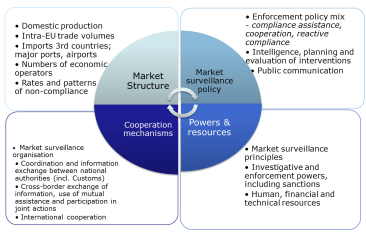 • Domestic production
• Intra-EU trade volumes
• Imports 3rd countries;
major ports, airports
• Numbers of economic
operators
• Rates and patterns
of non-compliance
• Enforcement policy mix
- compliance assistance,
cooperation, reactive
compliance
• Intelligence, planning and
evaluation of interventions
• Public communication
Market
Structure
Market
surveillance
policy
Cooperation
mechanisms
Powers &
resources
• Market surveillance
organisation
• Coordination and information
exchange between national
authorities (incl. Customs)
• Cross-border exchange of
information, use of mutual
assistance and participation in
joint actions
• International cooperation
• Market surveillance
principles
• Investigative and
enforcement powers,
including sanctions
• Human, financial and
technical resources